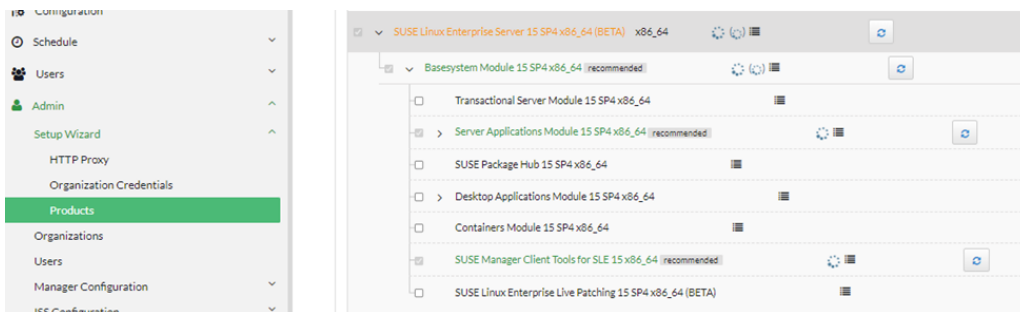 Configuration
Schedule
Users
Admin
Setup Wizard
HTTP Proxy
Organization Credentials
Products
Organizations
Users
Manager Configuration
ISS Configuration
SUSE Linux Enterprise Server 15 SP4 x86_64 (BETA) x86_64
Basesystem Module 15 SP4 x86_64 recommended
Transactional Server Module 15 SP4 x86_64
Server Applications Module 15 SP4 x86_64 recommended
SUSE Package Hub 15 SP4 x86_64
Desktop Applications Module 15 SP4 x86_64
Containers Module 15 SP4 x86_64
SUSE Manager Client Tools for SLE 15 x86_64 recommended
SUSE Linux Enterprise Live Patching 15 SP4 x86_64 (BETA)